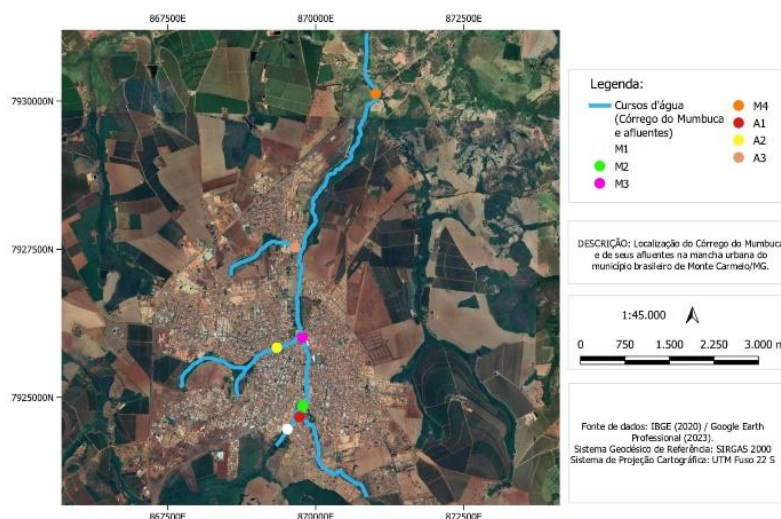 867500E 870000E 872500E
7930000N
7927500N
7925000N
867500E 870000E 872500E
Legenda:
Cursos d'água
(Córrego do Mumbuca
e afluentes)
M1
M2
M3
M4
A1
A2
A3
DESCRIÇÃO: Localização do Córrego do Mumbuca
e de seus afluentes na mancha urbana do
município brasileiro de Monte Carmelo/MG.
1:45.000
0 750 1.500 2.250 3.000 m
Fonte de dados: IBGE (2020) / Google Earth
Professional (2023).
Sistema Geodésico de Referência: SIRGAS 2000
Sistema de Projeção Cartográfica: UTM Fuso 22 S